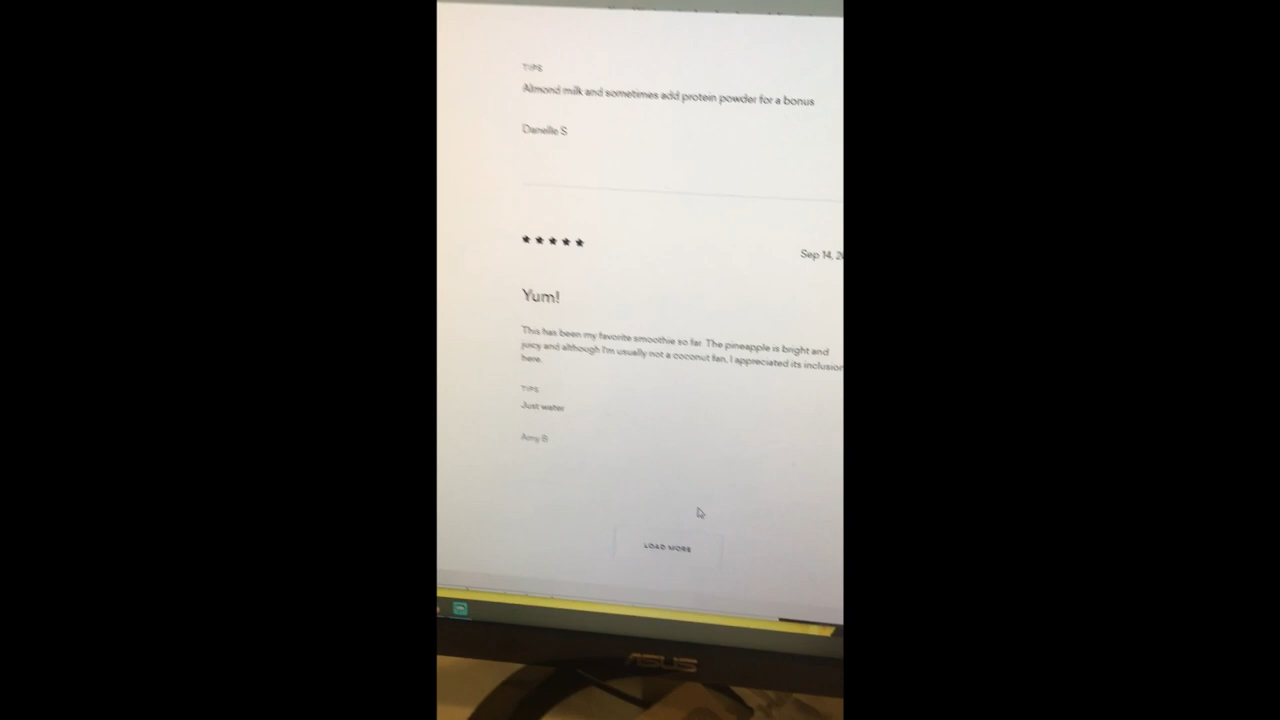 TIPS
Almond milk and sometimes add protein powder for a bonus
Danelle S
★★★★★
Sep 14, 20
Yum!
This has been my favorite smoothie so far. The pineapple is bright and
juicy and although I'm usually not a coconut fan, I appreciated its inclusion
here.
TIPS
Just water
Amy B
LOAD MORE
ASUS